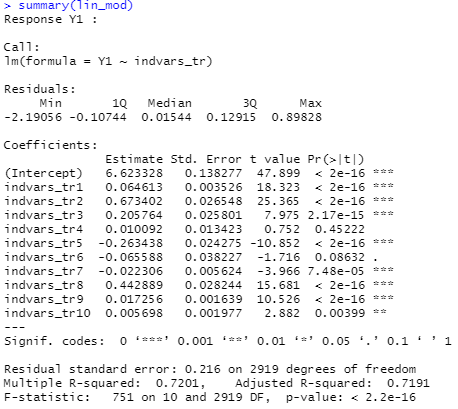 > summary(lin_mod)
Response Y1 :
Call:
lm(formula = Y1 ~ indvars_tr)
Residuals:
Min 1Q Median 3Q Max
-2.19056 -0.10744 0.01544 0.12915 0.89828
Coefficients:
Estimate Std. Error t value Pr(>|t|)
(Intercept) 6.623328 0.138277 47.899 < 2e-16 ***
indvars_tr1 0.064613 0.003526 18.323 < 2e-16 ***
indvars_tr2 0.673402 0.026548 25.365 < 2e-16 ***
indvars_tr3 0.205764 0.025801 7.975 2.17e-15 ***
indvars_tr4 0.010092 0.013423 0.752 0.45222
indvars_tr5 -0.263438 0.024275 -10.852 < 2e-16 ***
indvars_tr6 -0.065588 0.038227 -1.716 0.08632 .
indvars_tr7 -0.022306 0.005624 -3.966 7.48e-05 ***
indvars_tr8 0.442889 0.028244 15.681 < 2e-16 ***
indvars_tr9 0.017256 0.001639 10.526 < 2e-16 ***
indvars_tr10 0.005698 0.001977 2.882 0.00399 **
---
Signif. codes: 0 ‘***’ 0.001 ‘**’ 0.01 ‘*’ 0.05 ‘.’ 0.1 ‘ ’ 1
Residual standard error: 0.216 on 2919 degrees of freedom
Multiple R-squared: 0.7201, Adjusted R-squared: 0.7191
F-statistic: 751 on 10 and 2919 DF, p-value: < 2.2e-16